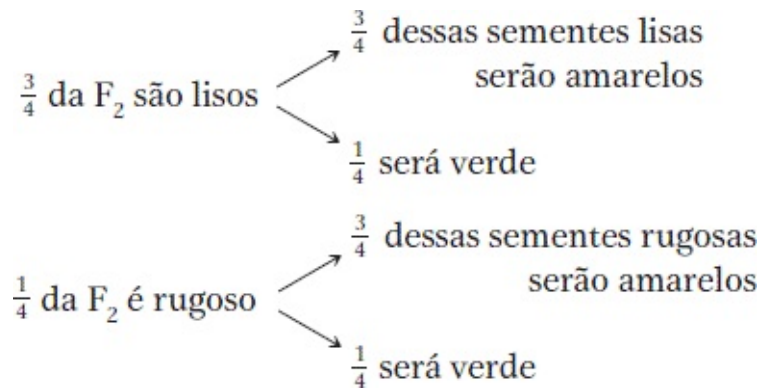 3/4 dessas sementes lisas
serão amarelos
3/4 da F₂ são lisos
1/4 será verde
3/4 dessas sementes rugosas
serão amarelos
1/4 da F₂ é rugoso
1/4 será verde